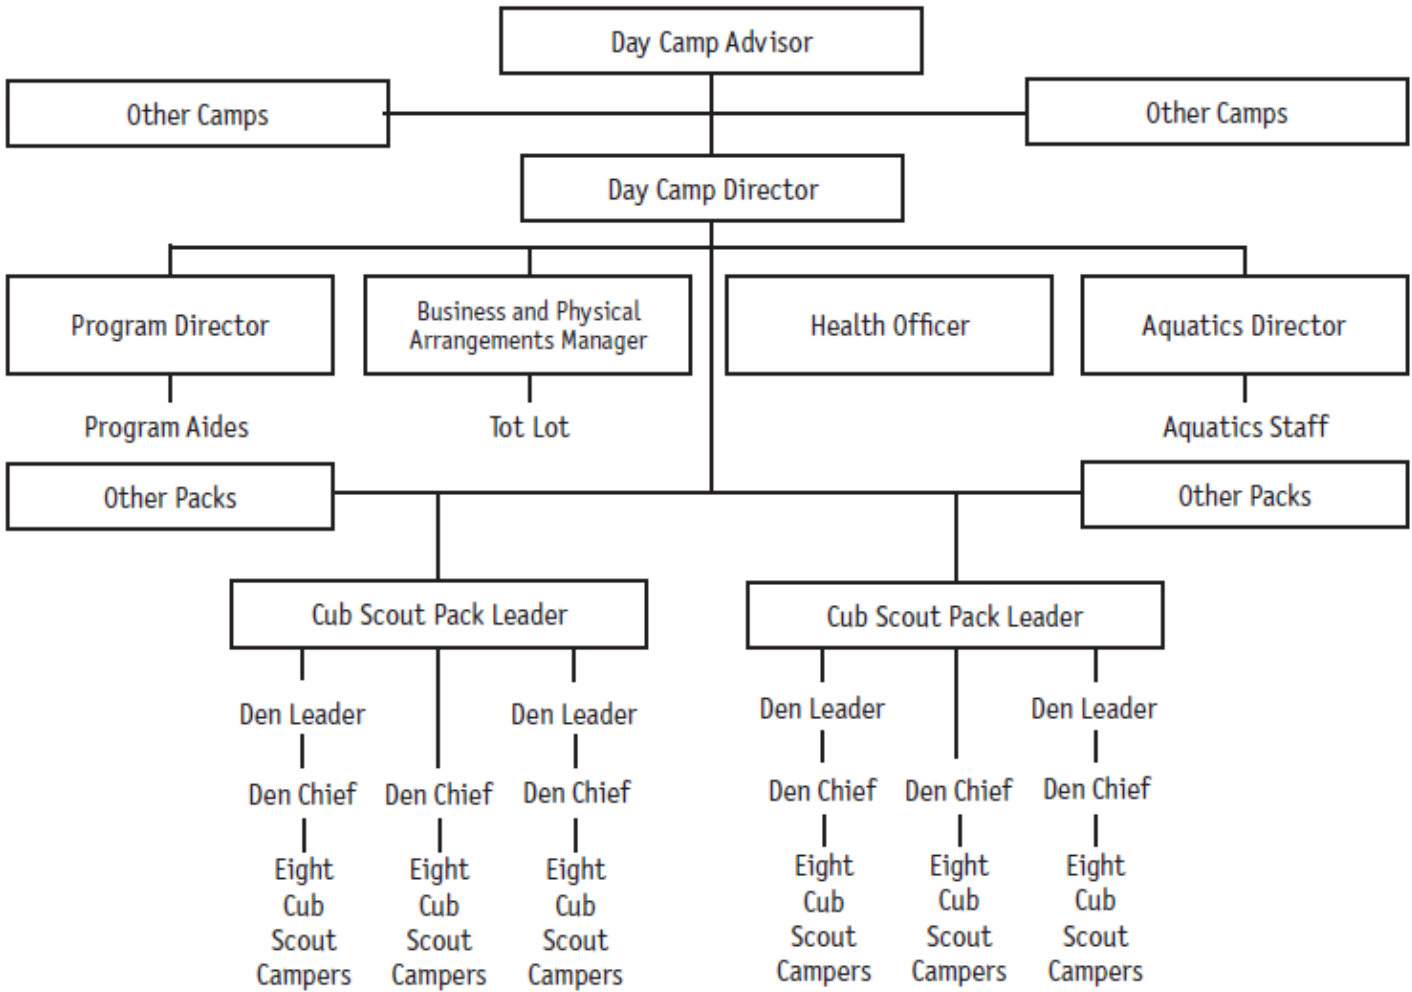 Day Camp Advisor
Other Camps
Other Camps
Day Camp Director
Program Director
Business and Physical
Arrangements Manager
Health Officer
Aquatics Director
Program Aides
Tot Lot
Aquatics Staff
Other Packs
Other Packs
Cub Scout Pack Leader
Cub Scout Pack Leader
Den Leader
Den Leader
Den Leader
Den Leader
Den Chief
Den Chief
Den Chief
Den Chief
Den Chief
Den Chief
Eight
Cub
Scout
Campers
Eight
Cub
Scout
Campers
Eight
Cub
Scout
Campers
Eight
Cub
Scout
Campers
Eight
Cub
Scout
Campers
Eight
Cub
Scout
Campers